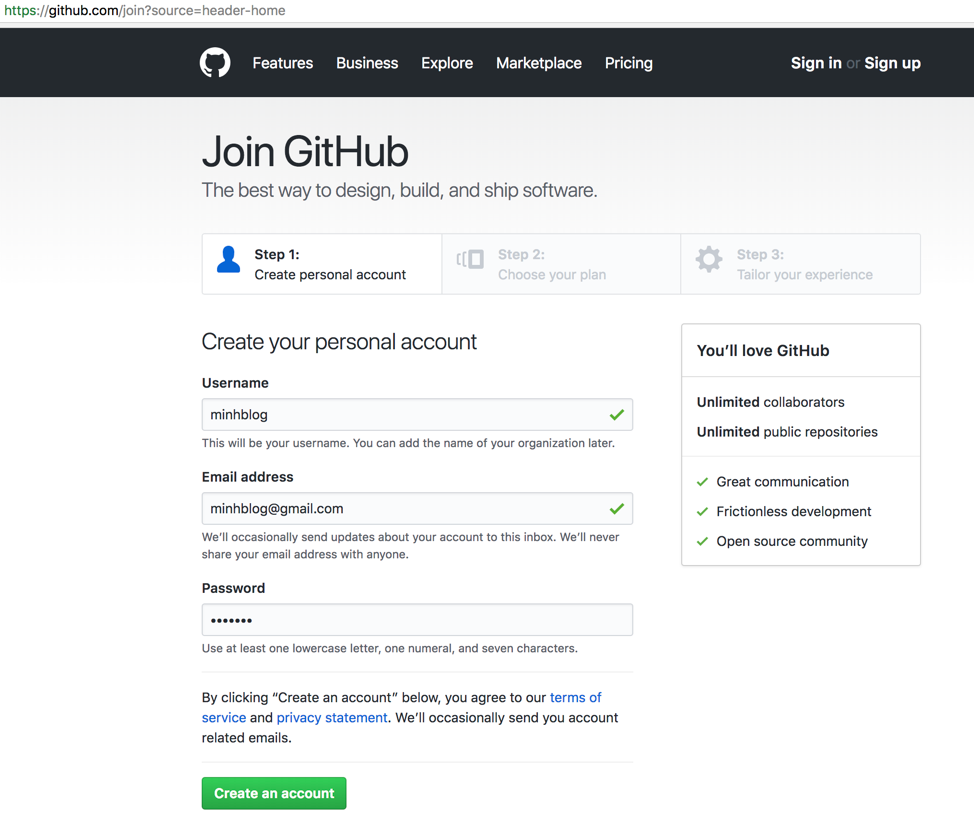 https://github.com/join?source=header-home
Features Business Explore Marketplace Pricing Sign in or Sign up
Join GitHub
The best way to design, build, and ship software.
Step 1:
Create personal account
Step 2:
Choose your plan
Step 3:
Tailor your experience
Create your personal account
Username
minhblog
This will be your username. You can add the name of your organization later.
Email address
minhblog@gmail.com
We’ll occasionally send updates about your account to this inbox. We’ll never
share your email address with anyone.
Password
•••••••
Use at least one lowercase letter, one numeral, and seven characters.
By clicking “Create an account” below, you agree to our terms of
service and privacy statement. We’ll occasionally send you account
related emails.
Create an account
You’ll love GitHub
Unlimited collaborators
Unlimited public repositories
Great communication
Frictionless development
Open source community